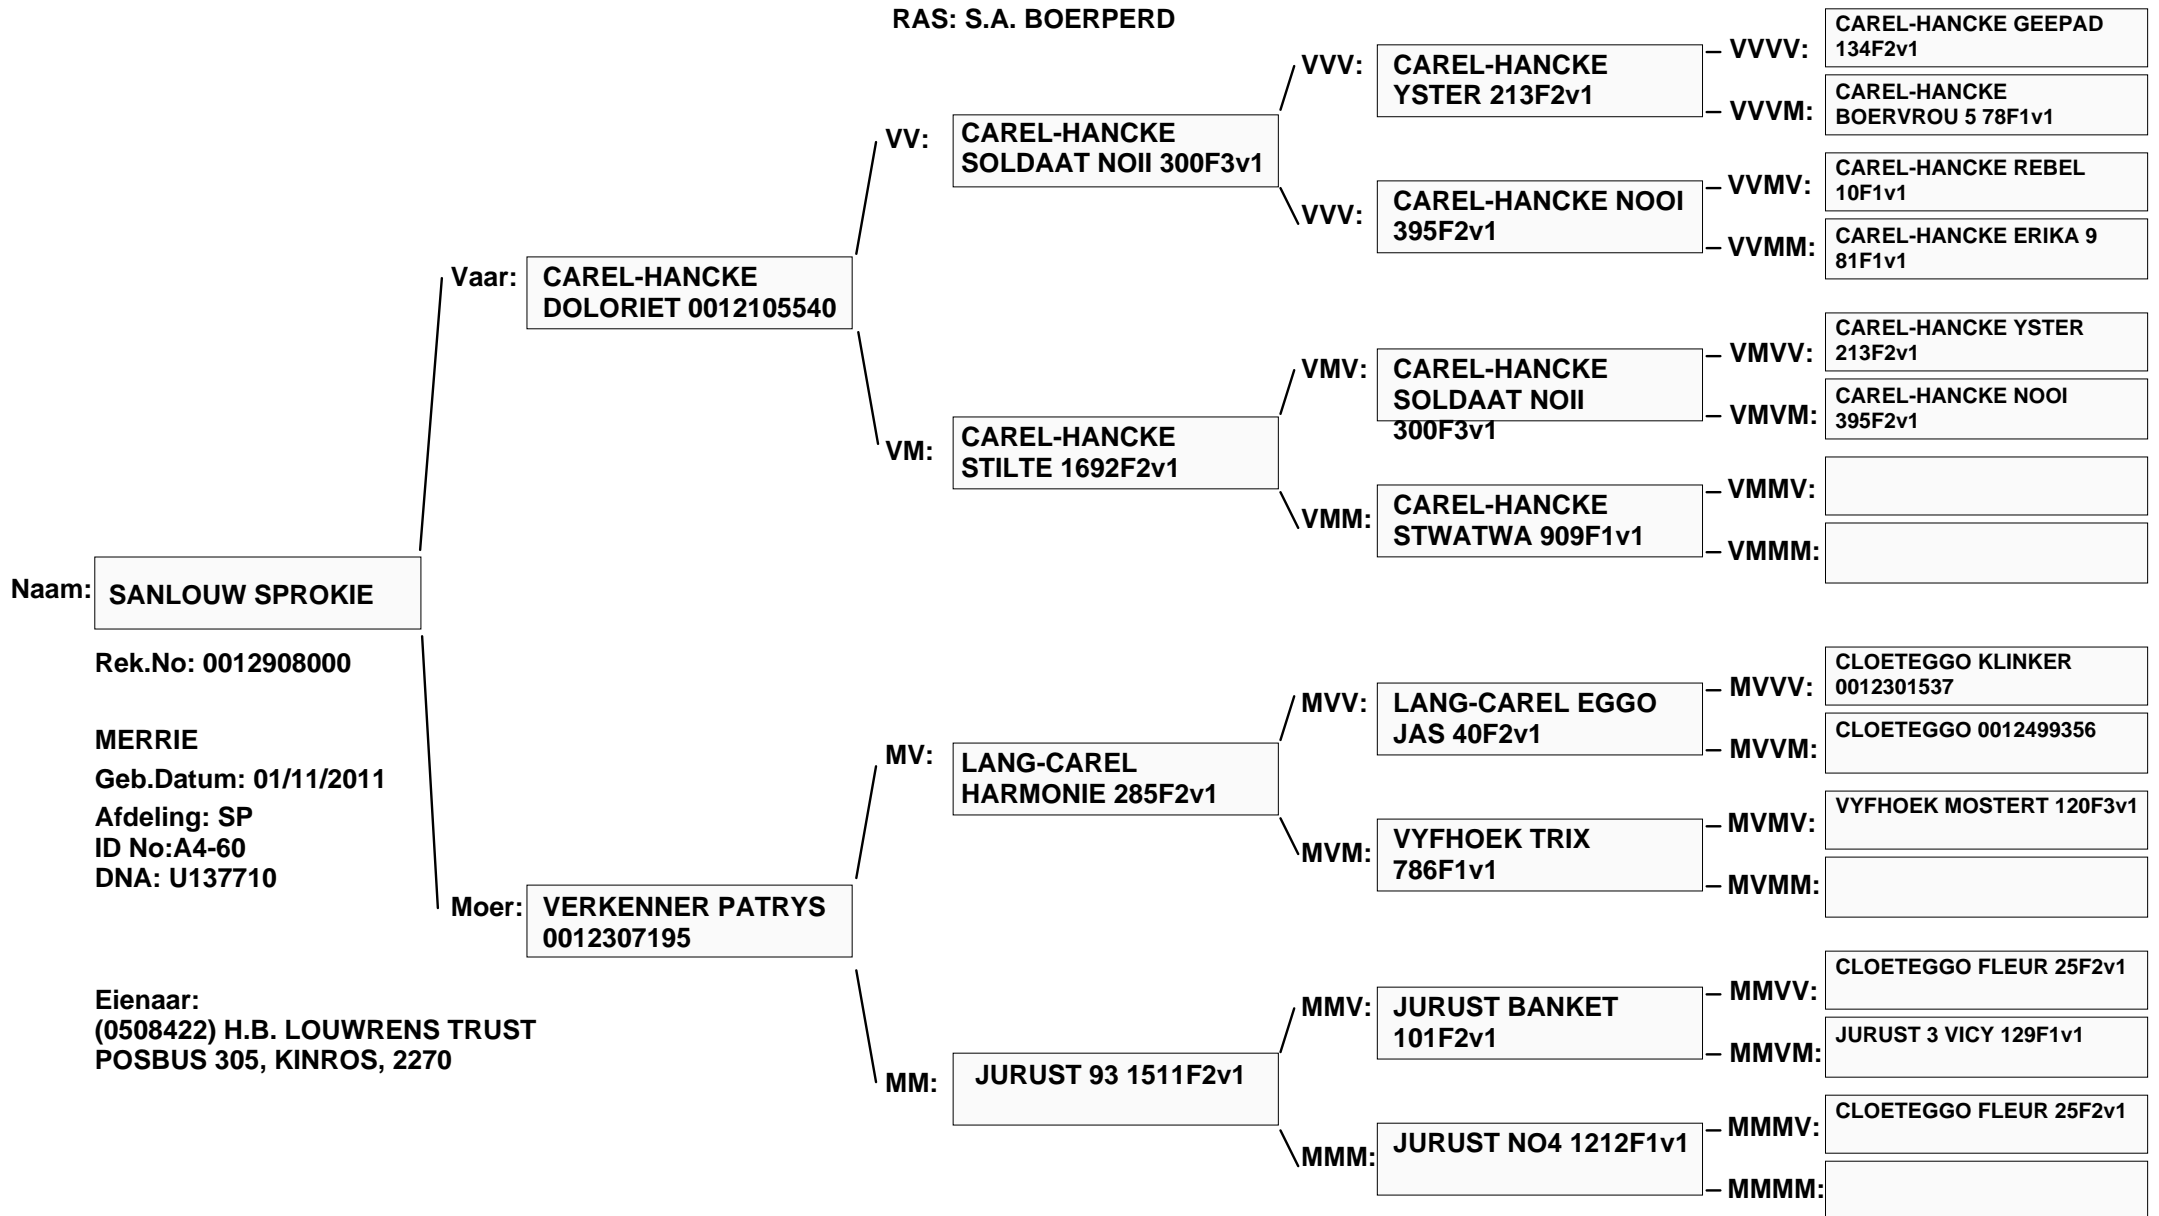 RAS: S.A. BOERPERD
Naam:
SANLOUW SPROKIE
Rek.No: 0012908000
MERRIE
Geb.Datum: 01/11/2011
Afdeling: SP
ID No:A4-60
DNA: U137710
Eienaar:
(0508422) H.B. LOUWRENS TRUST
POSBUS 305, KINROS, 2270
Vaar:
CAREL-HANCKE
DOLORIET 0012105540
Moer:
VERKENNER PATRYS
0012307195
VV:
CAREL-HANCKE
SOLDAAT NOII 300F3v1
VM:
CAREL-HANCKE
STILTE 1692F2v1
MV:
LANG-CAREL
HARMONIE 285F2v1
MM:
JURUST 93 1511F2v1
VVV:
CAREL-HANCKE
YSTER 213F2v1
VVV:
CAREL-HANCKE NOOI
395F2v1
VMV:
CAREL-HANCKE
SOLDAAT NOII
300F3v1
VMM:
CAREL-HANCKE
STWATWA 909F1v1
MVV:
LANG-CAREL EGGO
JAS 40F2v1
MVM:
VYFHOEK TRIX
786F1v1
MMV:
JURUST BANKET
101F2v1
MMM:
JURUST NO4 1212F1v1
VVVV:
CAREL-HANCKE GEEPAD
134F2v1
VVVM:
CAREL-HANCKE
BOERVROU 5 78F1v1
VVMV:
CAREL-HANCKE REBEL
10F1v1
VVMM:
CAREL-HANCKE ERIKA 9
81F1v1
VMVV:
CAREL-HANCKE YSTER
213F2v1
VMVM:
CAREL-HANCKE NOOI
395F2v1
VMMV:
VMMM:
MVVV:
CLOETEGGO KLINKER
0012301537
MVVM:
CLOETEGGO 0012499356
MVMV:
VYFHOEK MOSTERT 120F3v1
MVMM:
MMVV:
CLOETEGGO FLEUR 25F2v1
MMVM:
JURUST 3 VICY 129F1v1
MMMV:
CLOETEGGO FLEUR 25F2v1
MMMM: